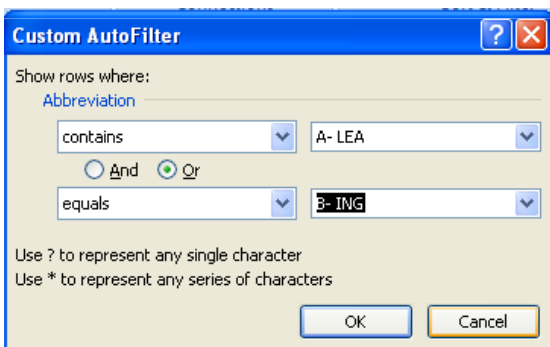 Custom AutoFilter
Show rows where:
Abbreviation
contains A- LEA
And Or
equals B- ING
Use ? to represent any single character
Use * to represent any series of characters
OK Cancel